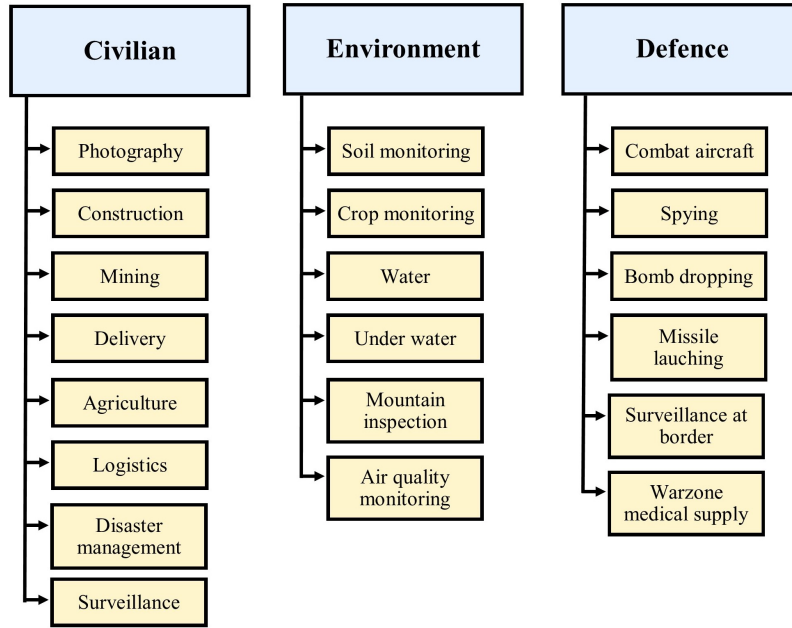 Civilian
Photography
Construction
Mining
Delivery
Agriculture
Logistics
Disaster
management
Surveillance
Environment
Soil monitoring
Crop monitoring
Water
Under water
Mountain
inspection
Air quality
monitoring
Defence
Combat aircraft
Spying
Bomb dropping
Missile
lauching
Surveillance at
border
Warzone
medical supply